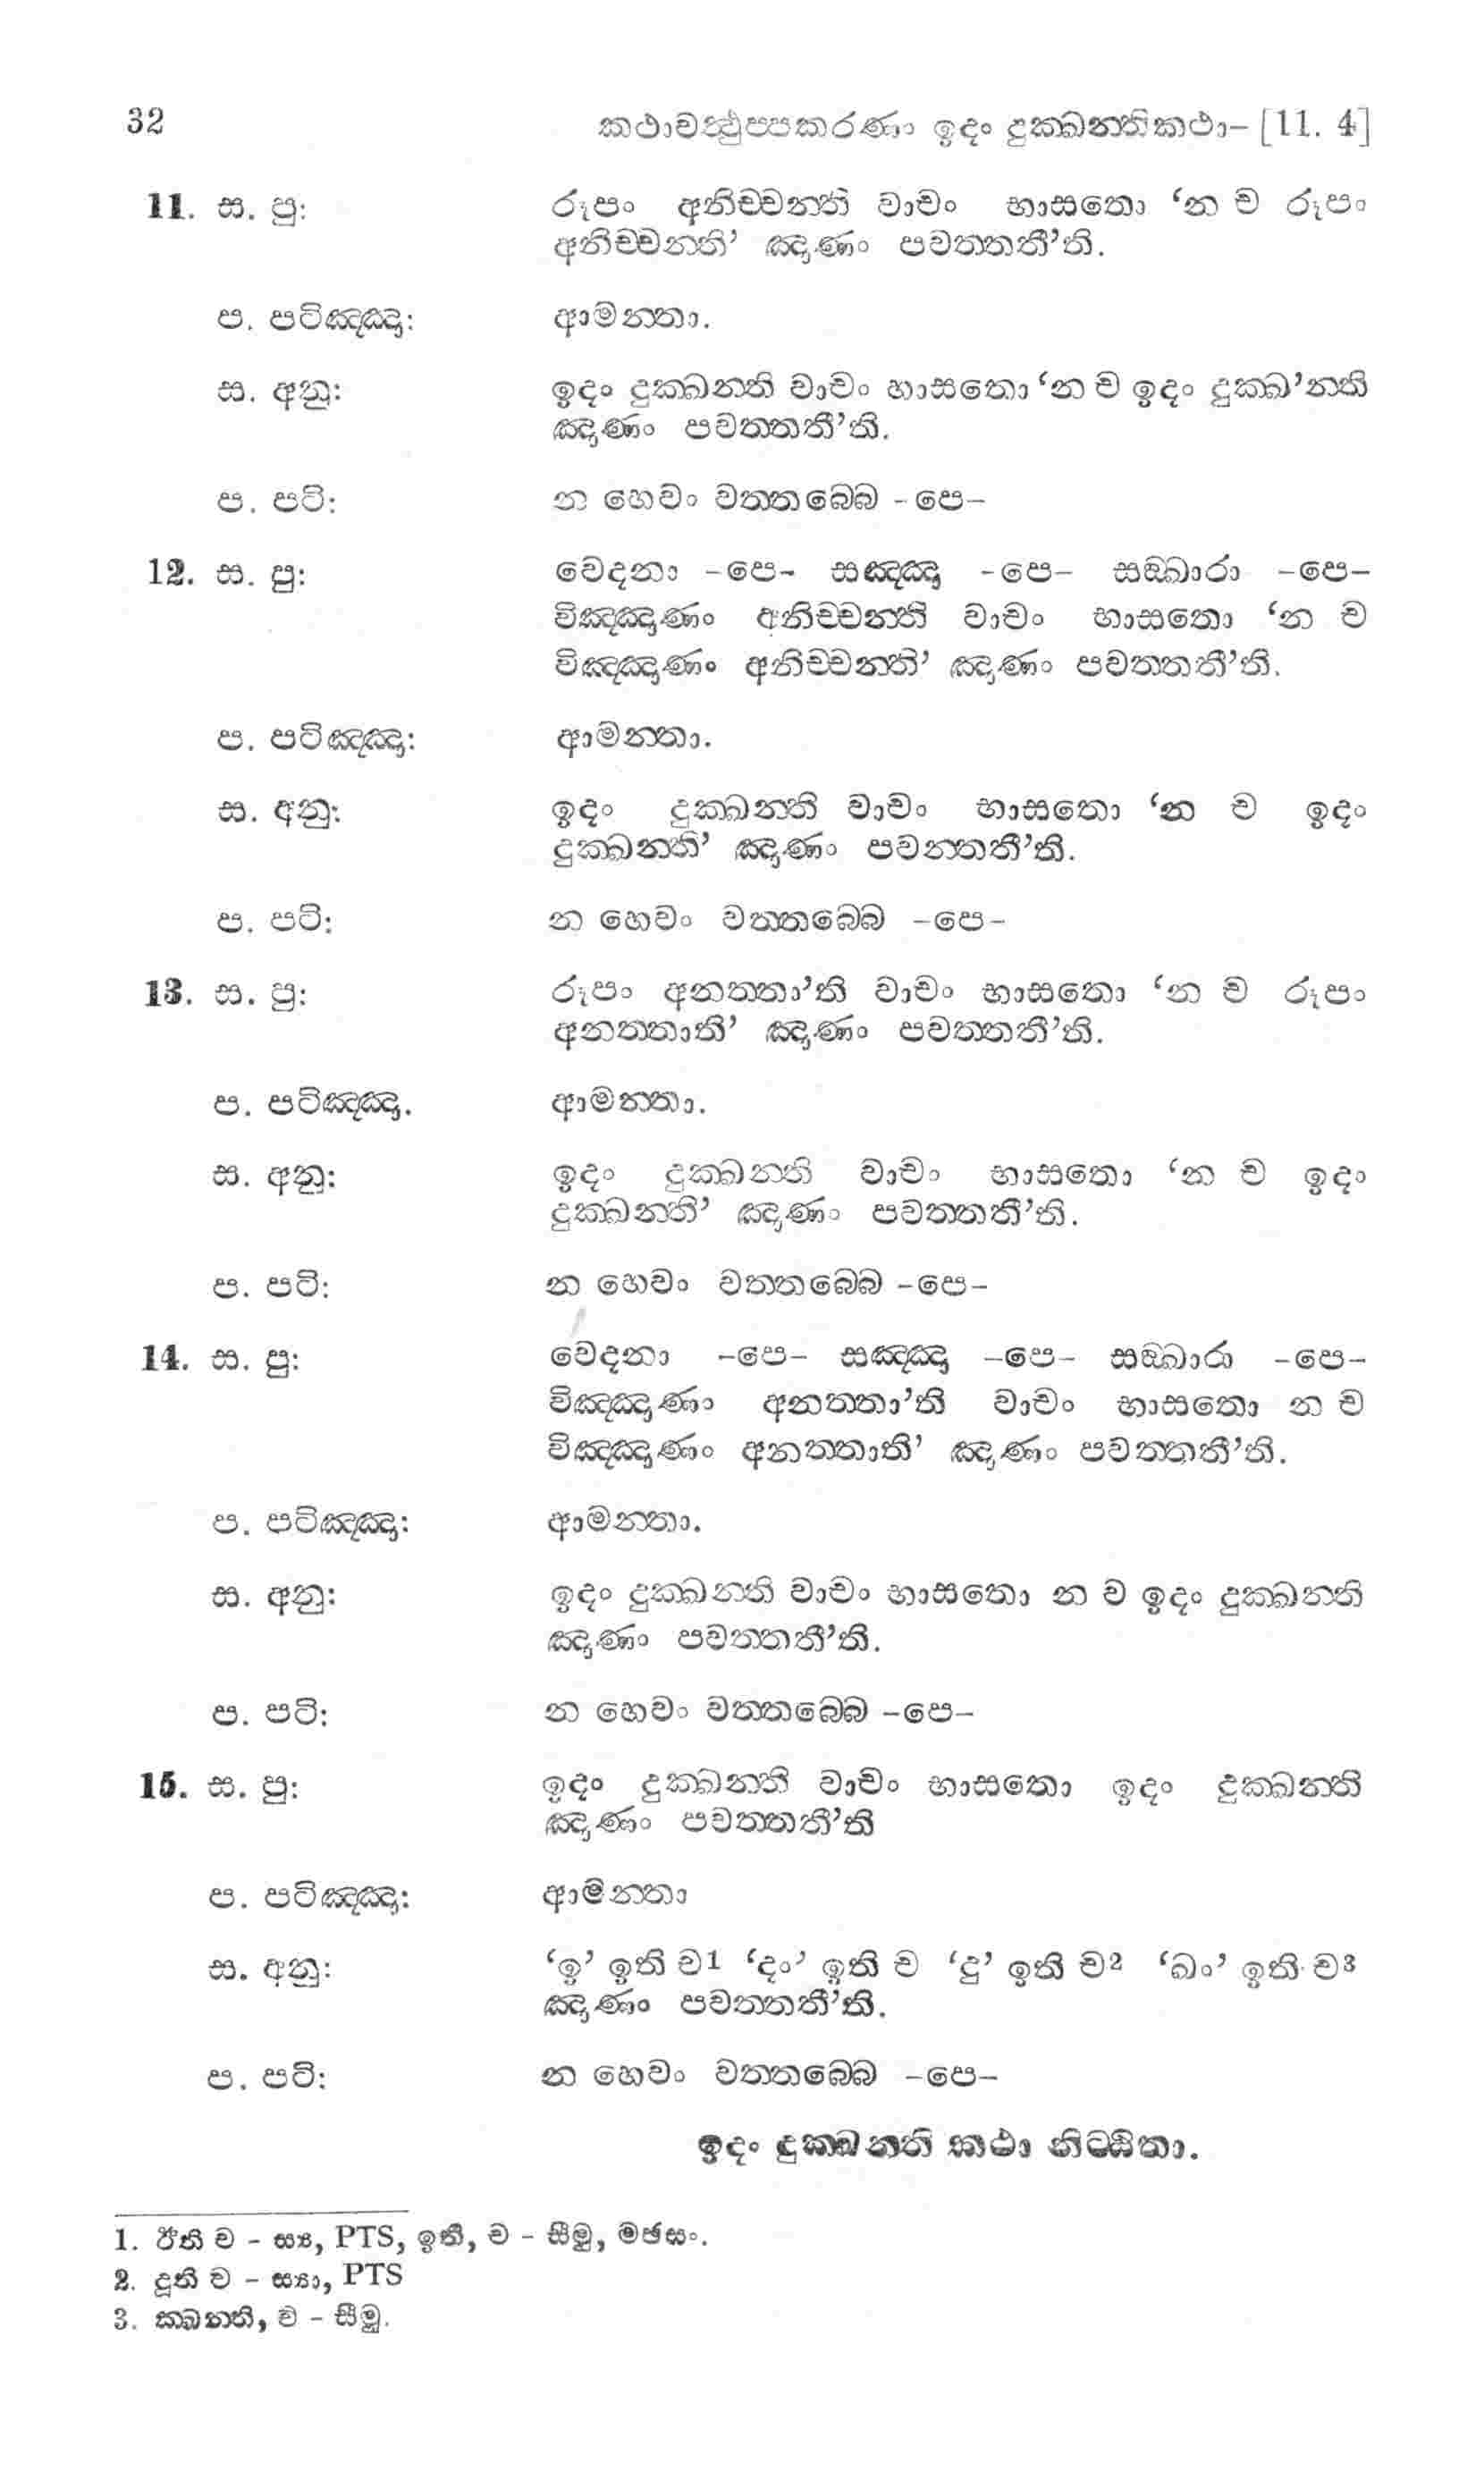 32 කථාවත්‍ථුප්පකරණං ඉදං දුක්ඛන්තිකථා– [11. 4]
11. ස. පු: රූපං අනිච්චන්ති වාචං භාසතො ‘න ච රූපං
අනිච්චන්ති’ ඤාණං පවත්තතී’ති.
ප. පටිඤ්ඤා: ආමන්තා.
ස. අනු: ඉදං දුක්ඛන්ති වාචං භාසතො ‘න ච ඉදං දුක්ඛ’න්ති
ඤාණං පවත්තතී’ති.
ප. පටි: න හෙවං වත්තබ්බෙ -පෙ-
12. ස. පු: වෙදනා -පෙ- සඤ්ඤා -පෙ- සඞ්ඛාරා -පෙ-
විඤ්ඤාණං අනිච්චන්ති වාචං භාසතො ‘න ච
විඤ්ඤාණං අනිච්චන්ති’ ඤාණං පවත්තතී’ති.
ප. පටිඤ්ඤා: ආමන්තා.
ස. අනු: ඉදං දුක්ඛන්ති වාචං භාසතො ‘න ච ඉදං
දුක්ඛන්ති’ ඤාණං පවත්තතී’ති.
ප. පටි: න හෙවං වත්තබ්බෙ -පෙ-
13. ස. පු: රූපං අනත්තා’ති වාචං භාසතො ‘න ච රූපං
අනත්තාති’ ඤාණං පවත්තතී’ති.
ප. පටිඤ්ඤා. ආමන්තා.
ස. අනු: ඉදං දුක්ඛන්ති වාචං භාසතො ‘න ච ඉදං
දුක්ඛන්ති’ ඤාණං පවත්තතී’ති.
ප. පටි: න හෙවං වත්තබ්බෙ -පෙ-
14. ස. පු: වෙදනා -පෙ- සඤ්ඤා -පෙ- සඞ්ඛාරා -පෙ-
විඤ්ඤාණං අනත්තා’ති වාචං භාසතො න ච
විඤ්ඤාණං අනත්තාති’ ඤාණං පවත්තතී’ති.
ප. පටිඤ්ඤා: ආමන්තා.
ස. අනු: ඉදං දුක්ඛන්ති වාචං භාසතො න ච ඉදං දුක්ඛන්ති
ඤාණං පවත්තතී’ති.
ප. පටි: න හෙවං වත්තබ්බෙ -පෙ-
15. ස. පු: ඉදං දුක්ඛන්ති වාචං භාසතො ඉදං දුක්ඛන්ති
ඤාණං පවත්තතී’ති
ප. පටිඤ්ඤා: ආමන්තා
ස. අනු: ‘ඉ’ ඉති ච1 ‘දං’ ඉති ච ‘දු’ ඉති ච2 ‘ඛං’ ඉති ච3
ඤාණං පවත්තතී’ති.
ප. පටි: න හෙවං වත්තබ්බෙ -පෙ-
ඉදං දුක්ඛන්ති කථා නිට්ඨිතා.
1. ඊති ච - ස්‍යා, PTS, ඉතී, ච - සීමු, මඡසං.
2. දූති ච - ස්‍යා, PTS
3. ක්ඛන්ති, ච - සීමු.